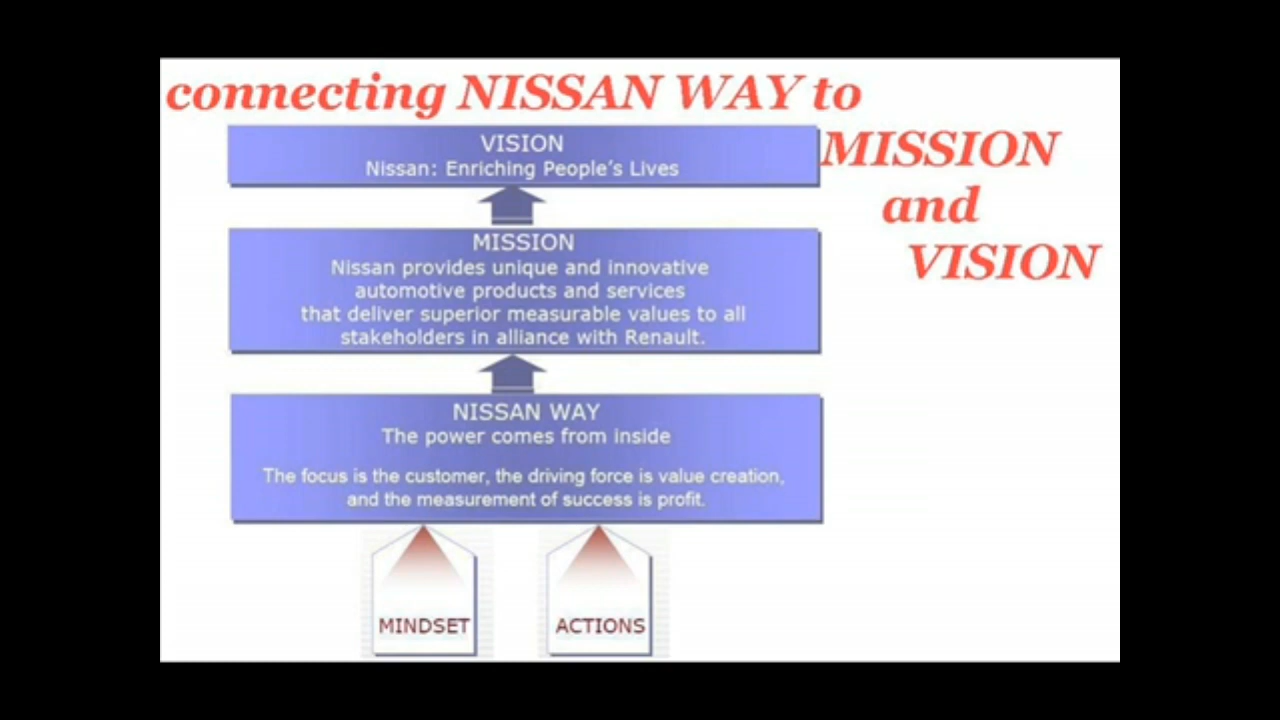 connecting NISSAN WAY to
MISSION
and
VISION
VISION
Nissan: Enriching People's Lives
MISSION
Nissan provides unique and innovative
automotive products and services
that deliver superior measurable values to all
stakeholders in alliance with Renault.
NISSAN WAY
The power comes from inside
The focus is the customer, the driving force is value creation,
and the measurement of success is profit.
MINDSET
ACTIONS